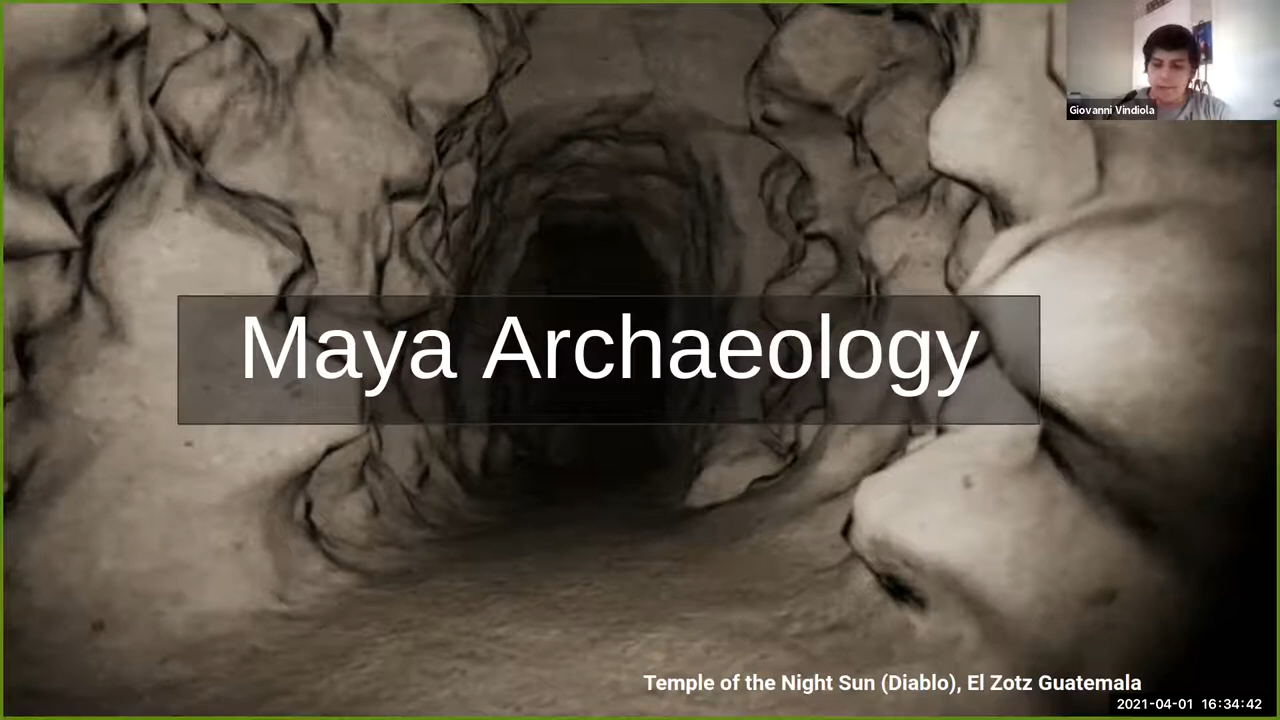 Giovanni Vindiola
Maya Archaeology
Temple of the Night Sun (Diablo), El Zotz Guatemala
2021-04-01 16:34:42